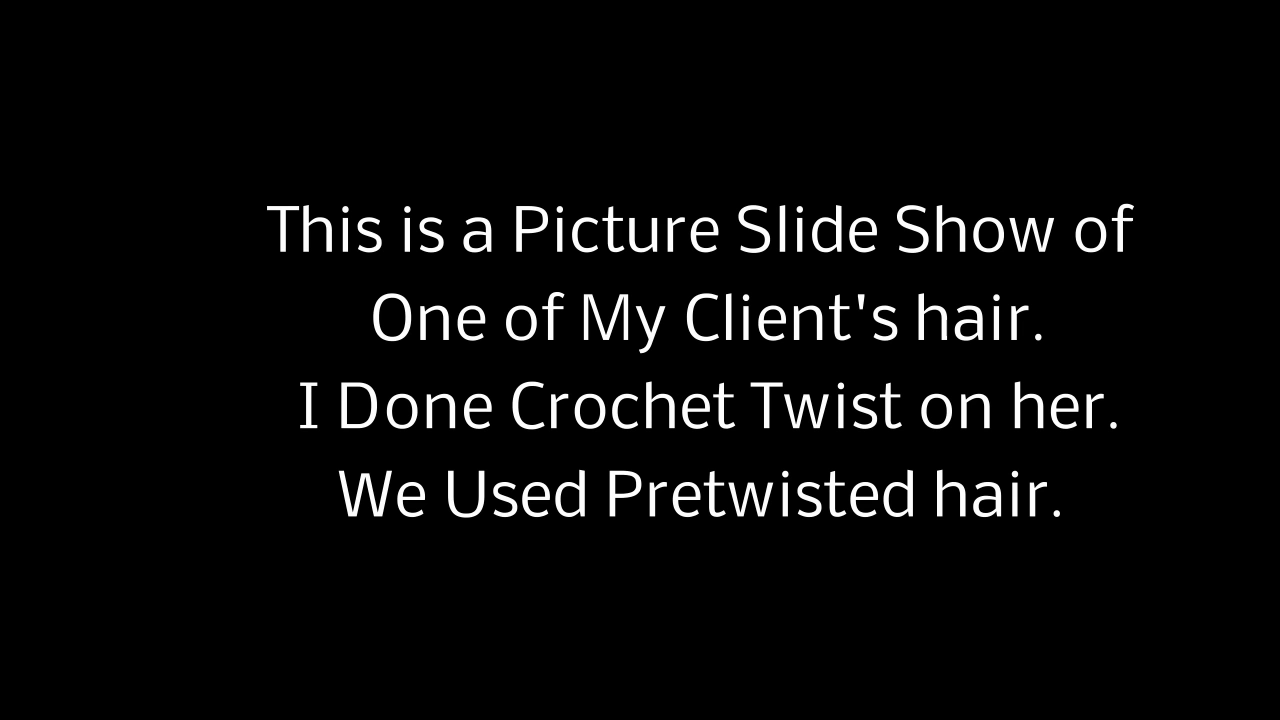 This is a Picture Slide Show of
One of My Client's hair.
I Done Crochet Twist on her.
We Used Pretwisted hair.